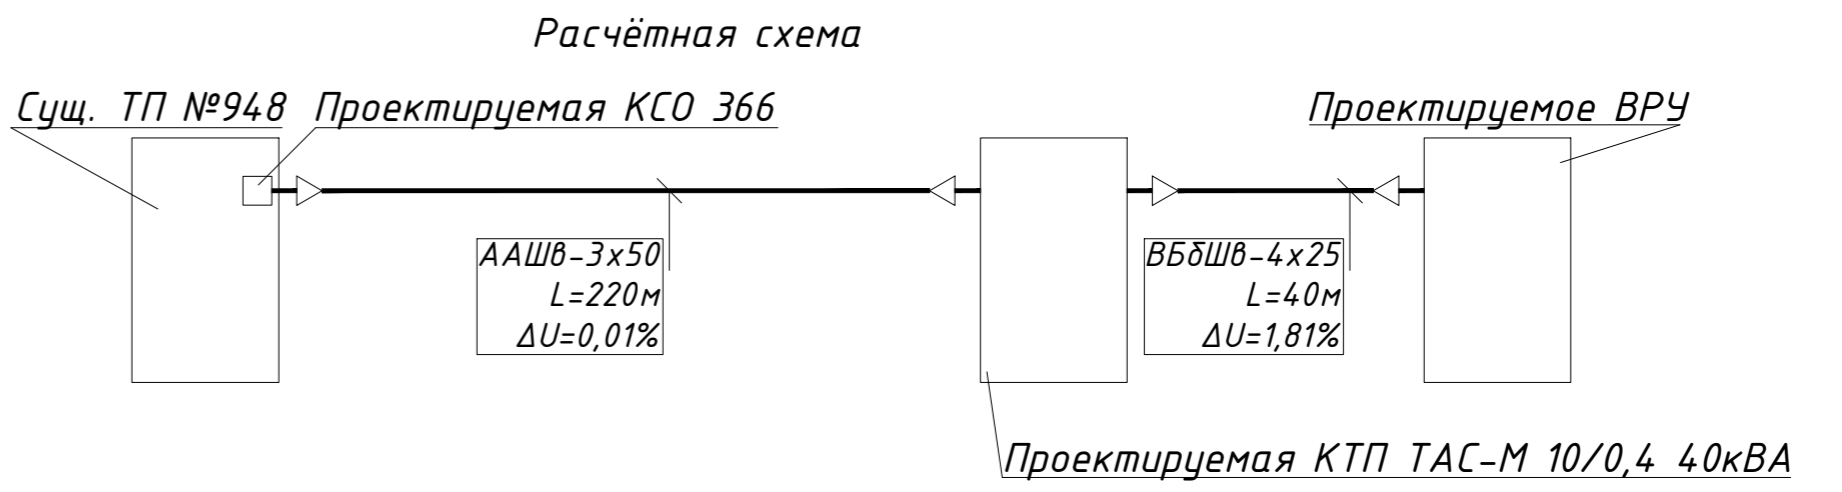 Расчётная схема
Сущ. ТП №948
Проектируемая КСО 366
Проектируемое ВРУ
ААШв-3х50
L=220м
ΔU=0,01%
ВБбШв-4х25
L=40м
ΔU=1,81%
Проектируемая КТП ТАС-М 10/0,4 40кВА